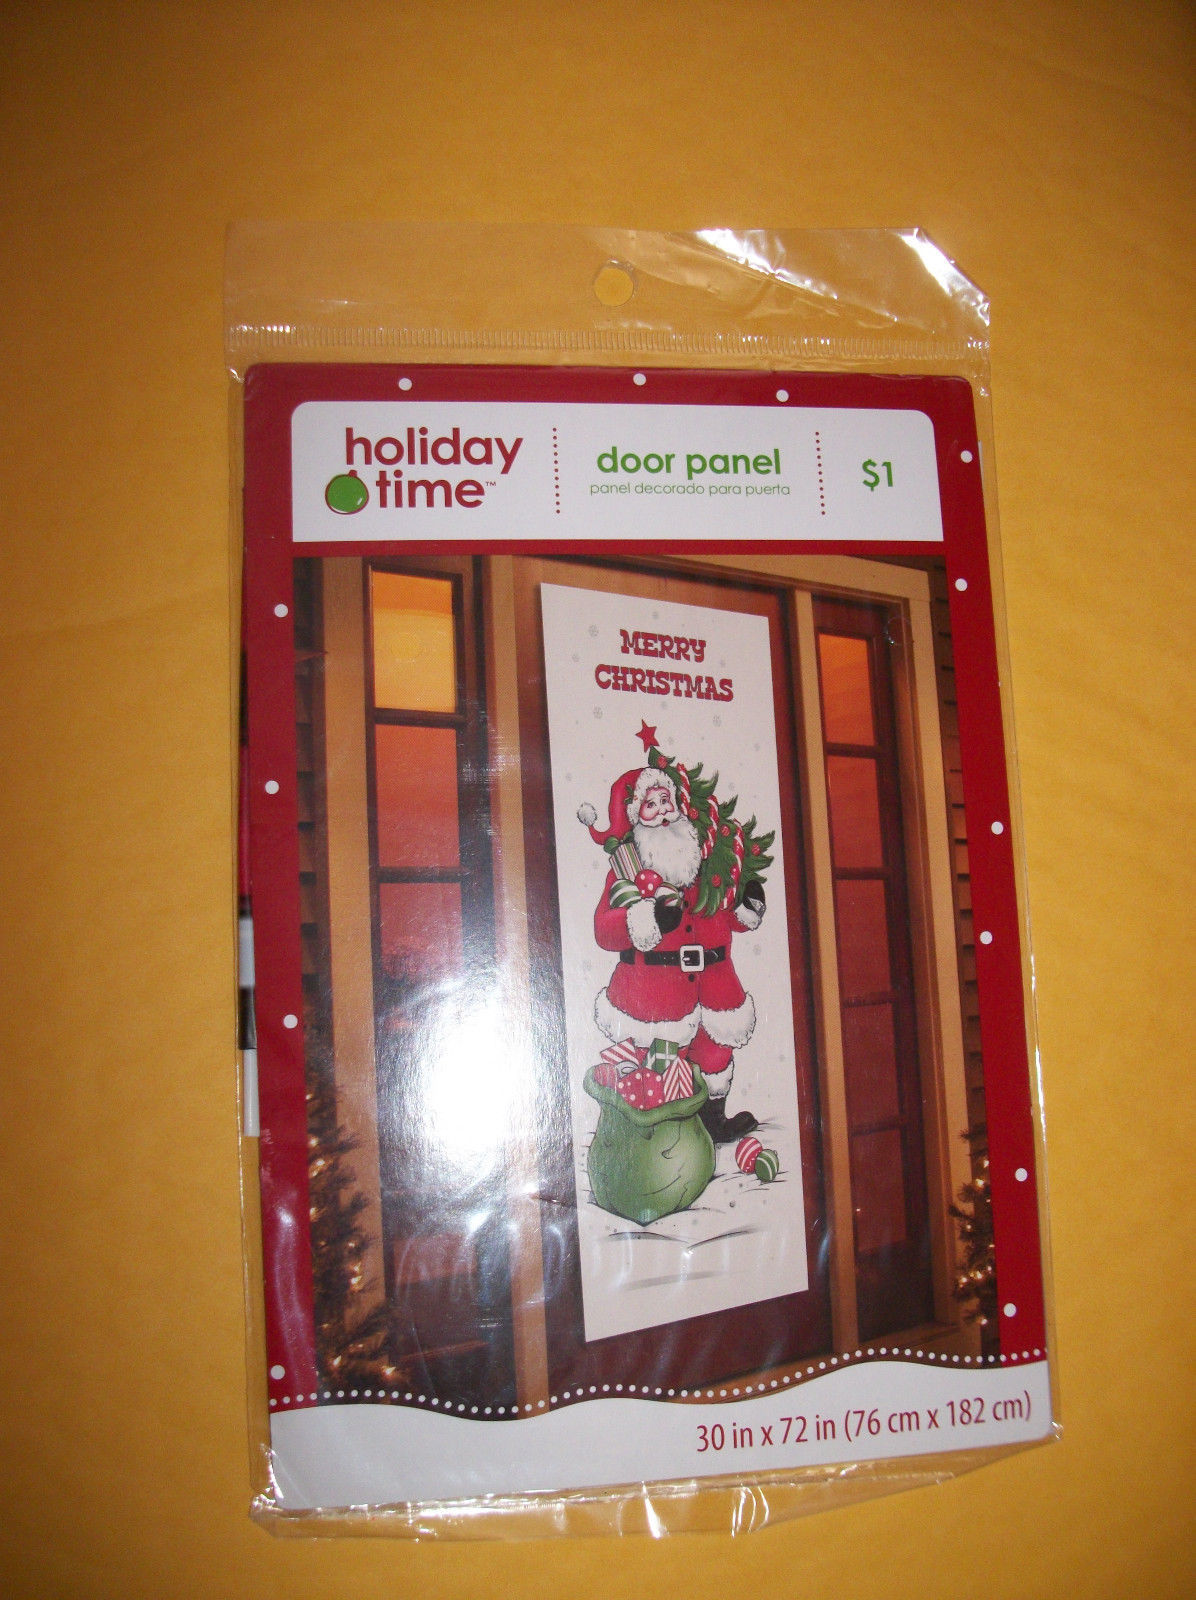 holiday
time™
door panel
panel decorado para puerta
$1
MERRY
CHRISTMAS
30 in x 72 in (76 cm x 182 cm)